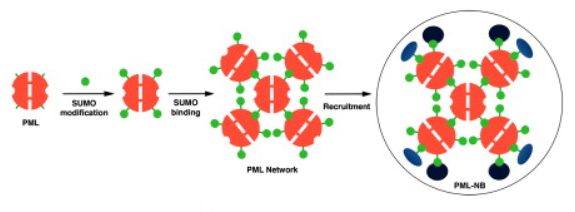 PML
SUMO
modification
SUMO
binding
PML Network
Recruitment
PML-NB